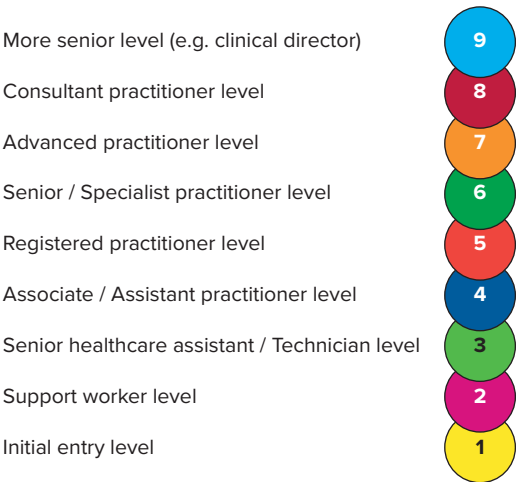 More senior level (e.g. clinical director) 9
Consultant practitioner level 8
Advanced practitioner level 7
Senior / Specialist practitioner level 6
Registered practitioner level 5
Associate / Assistant practitioner level 4
Senior healthcare assistant / Technician level 3
Support worker level 2
Initial entry level 1